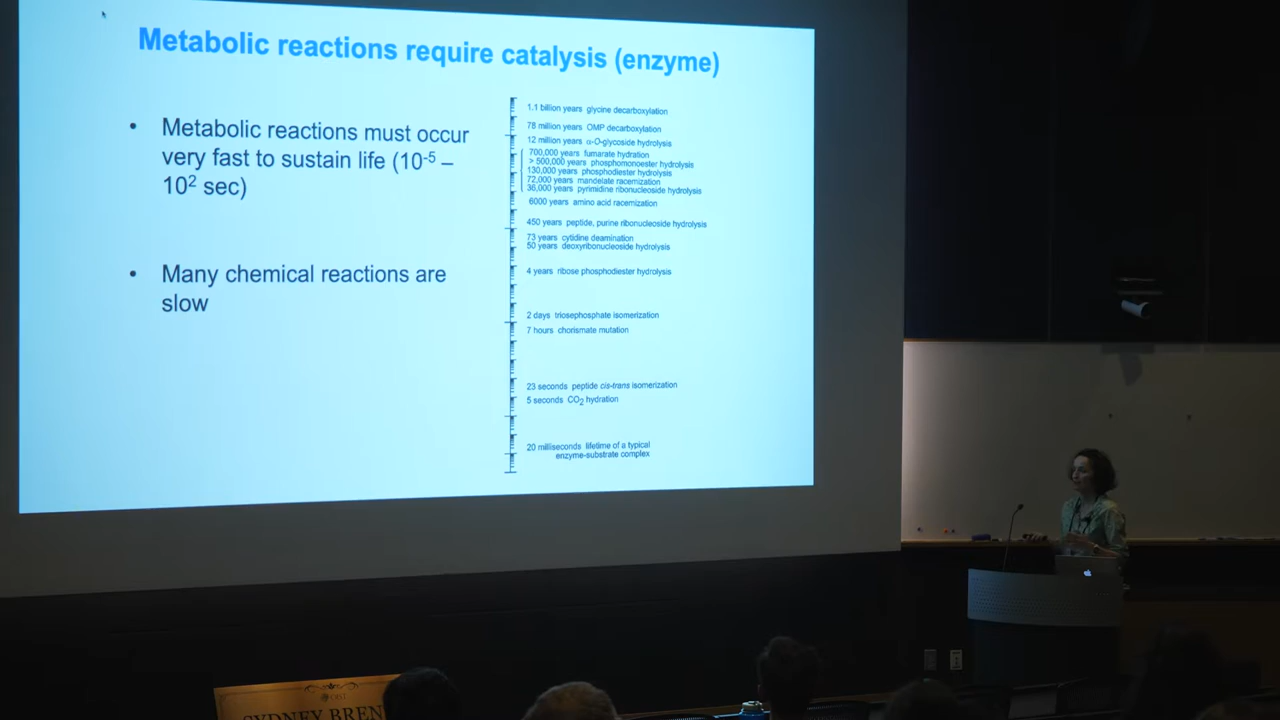 Metabolic reactions require catalysis (enzyme)
• Metabolic reactions must occur
very fast to sustain life (10⁻⁵ –
10² sec)
• Many chemical reactions are
slow
1.1 billion years glycine decarboxylation
78 million years OMP decarboxylation
12 million years α-O-glycoside hydrolysis
700,000 years fumarate hydration
> 500,000 years phosphomonoester hydrolysis
130,000 years phosphodiester hydrolysis
72,000 years mandelate racemization
36,000 years pyrimidine ribonucleoside hydrolysis
6000 years amino acid racemization
450 years peptide, purine ribonucleoside hydrolysis
73 years cytidine deamination
50 years deoxyribonucleoside hydrolysis
4 years ribose phosphodiester hydrolysis
2 days triosephosphate isomerization
7 hours chorismate mutation
23 seconds peptide cis-trans isomerization
5 seconds CO₂ hydration
20 milliseconds lifetime of a typical
enzyme-substrate complex
SYDNEY BREN